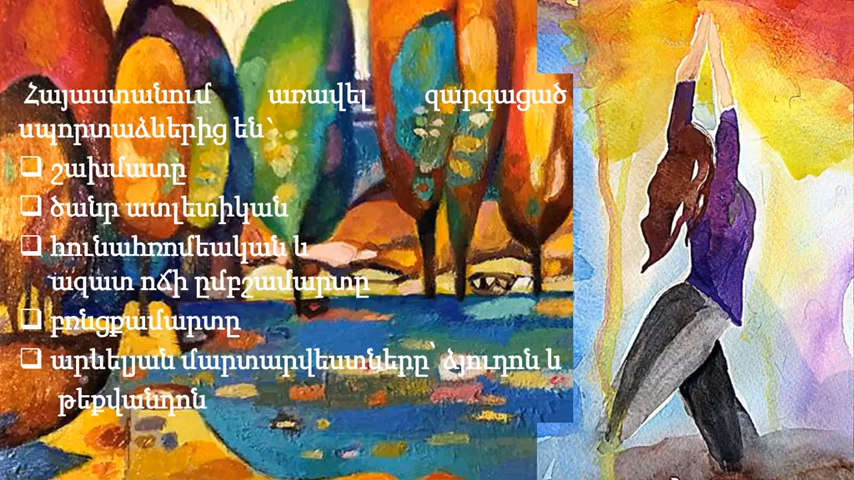 Հայաստանում առավել զարգացած
սպորտաձևերից են՝
❑ շախմատը
❑ ծանր ատլետիկան
❑ հունահռոմեական և
ազատ ոճի ըմբշամարտը
❑ բռնցքամարտը
❑ արևելյան մարտարվեստները՝ ձյուդոն և
թեքվանդոն